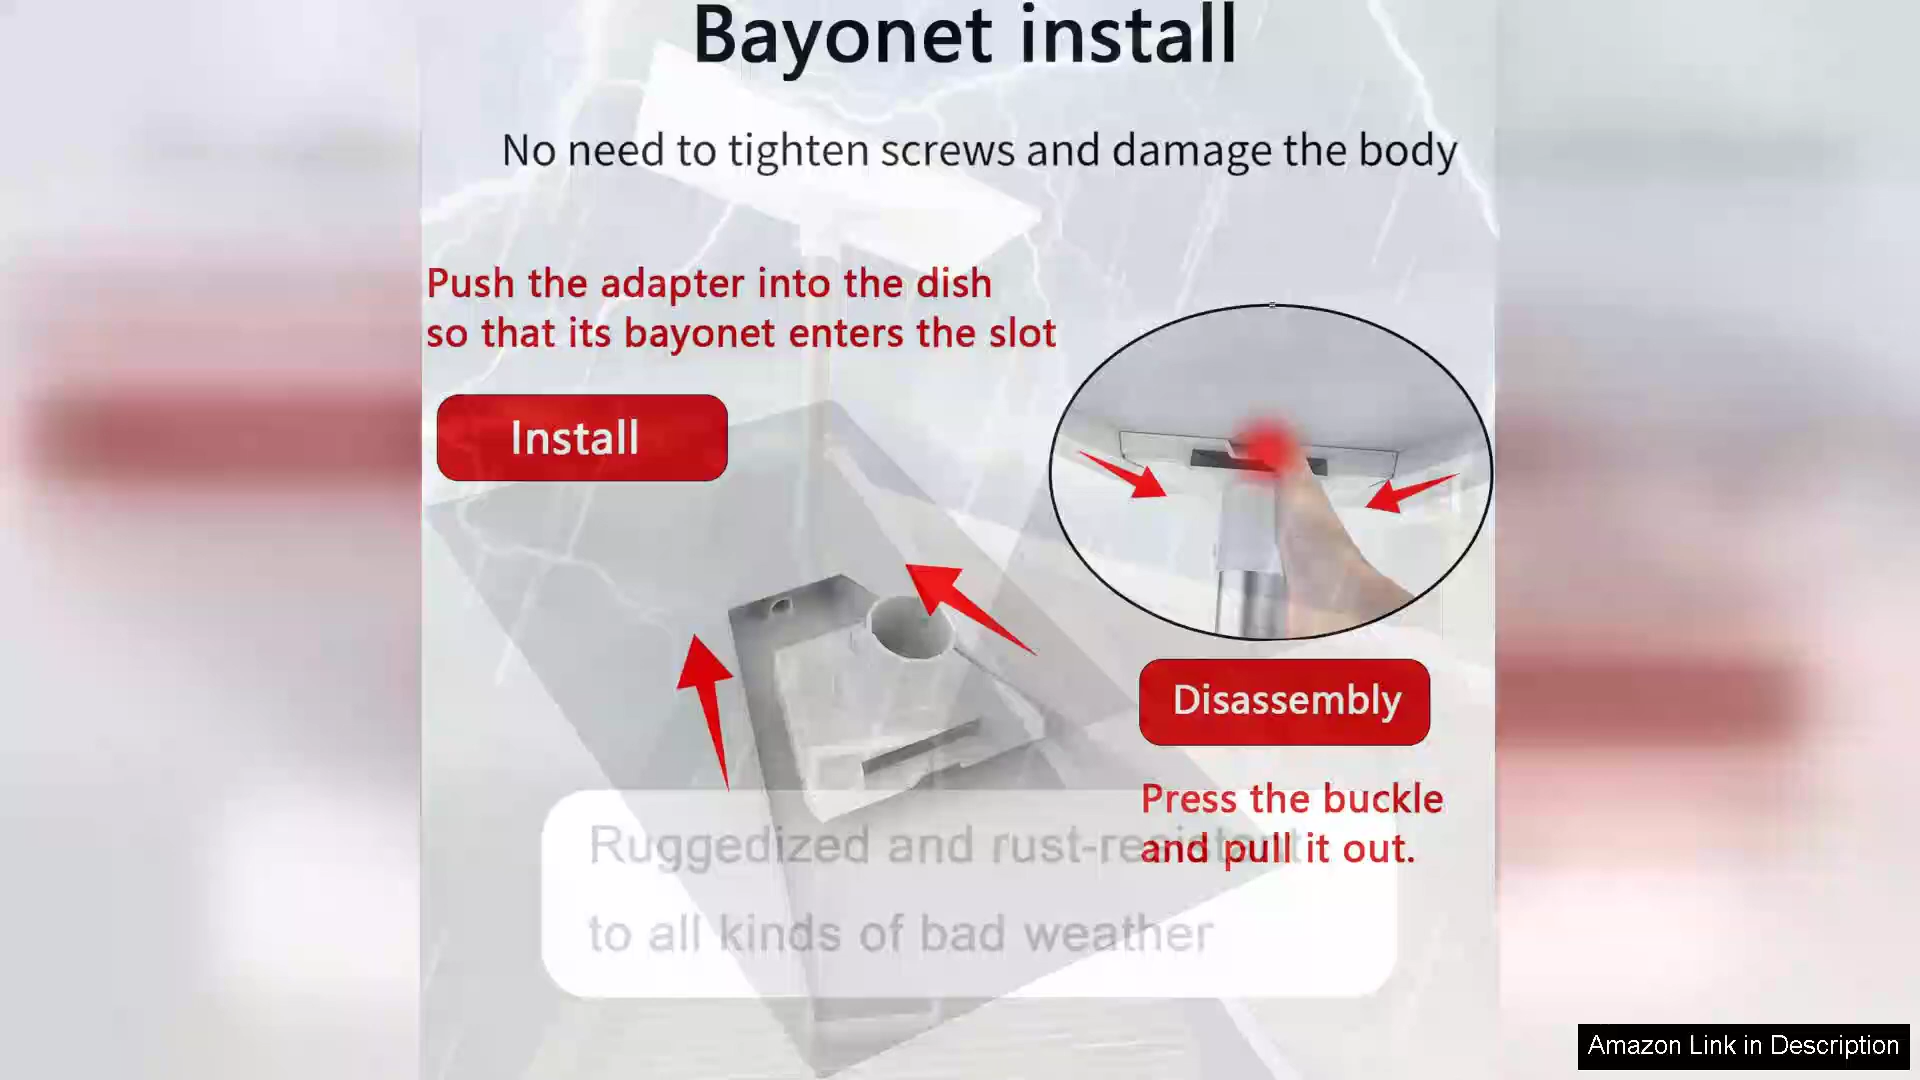 Bayonet install
No need to tighten screws and damage the body
Push the adapter into the dish
so that its bayonet enters the slot
Install
Disassembly
Press the buckle
and pull it out.
Ruggedized and rust-resistant
to all kinds of bad weather
Amazon Link in Description